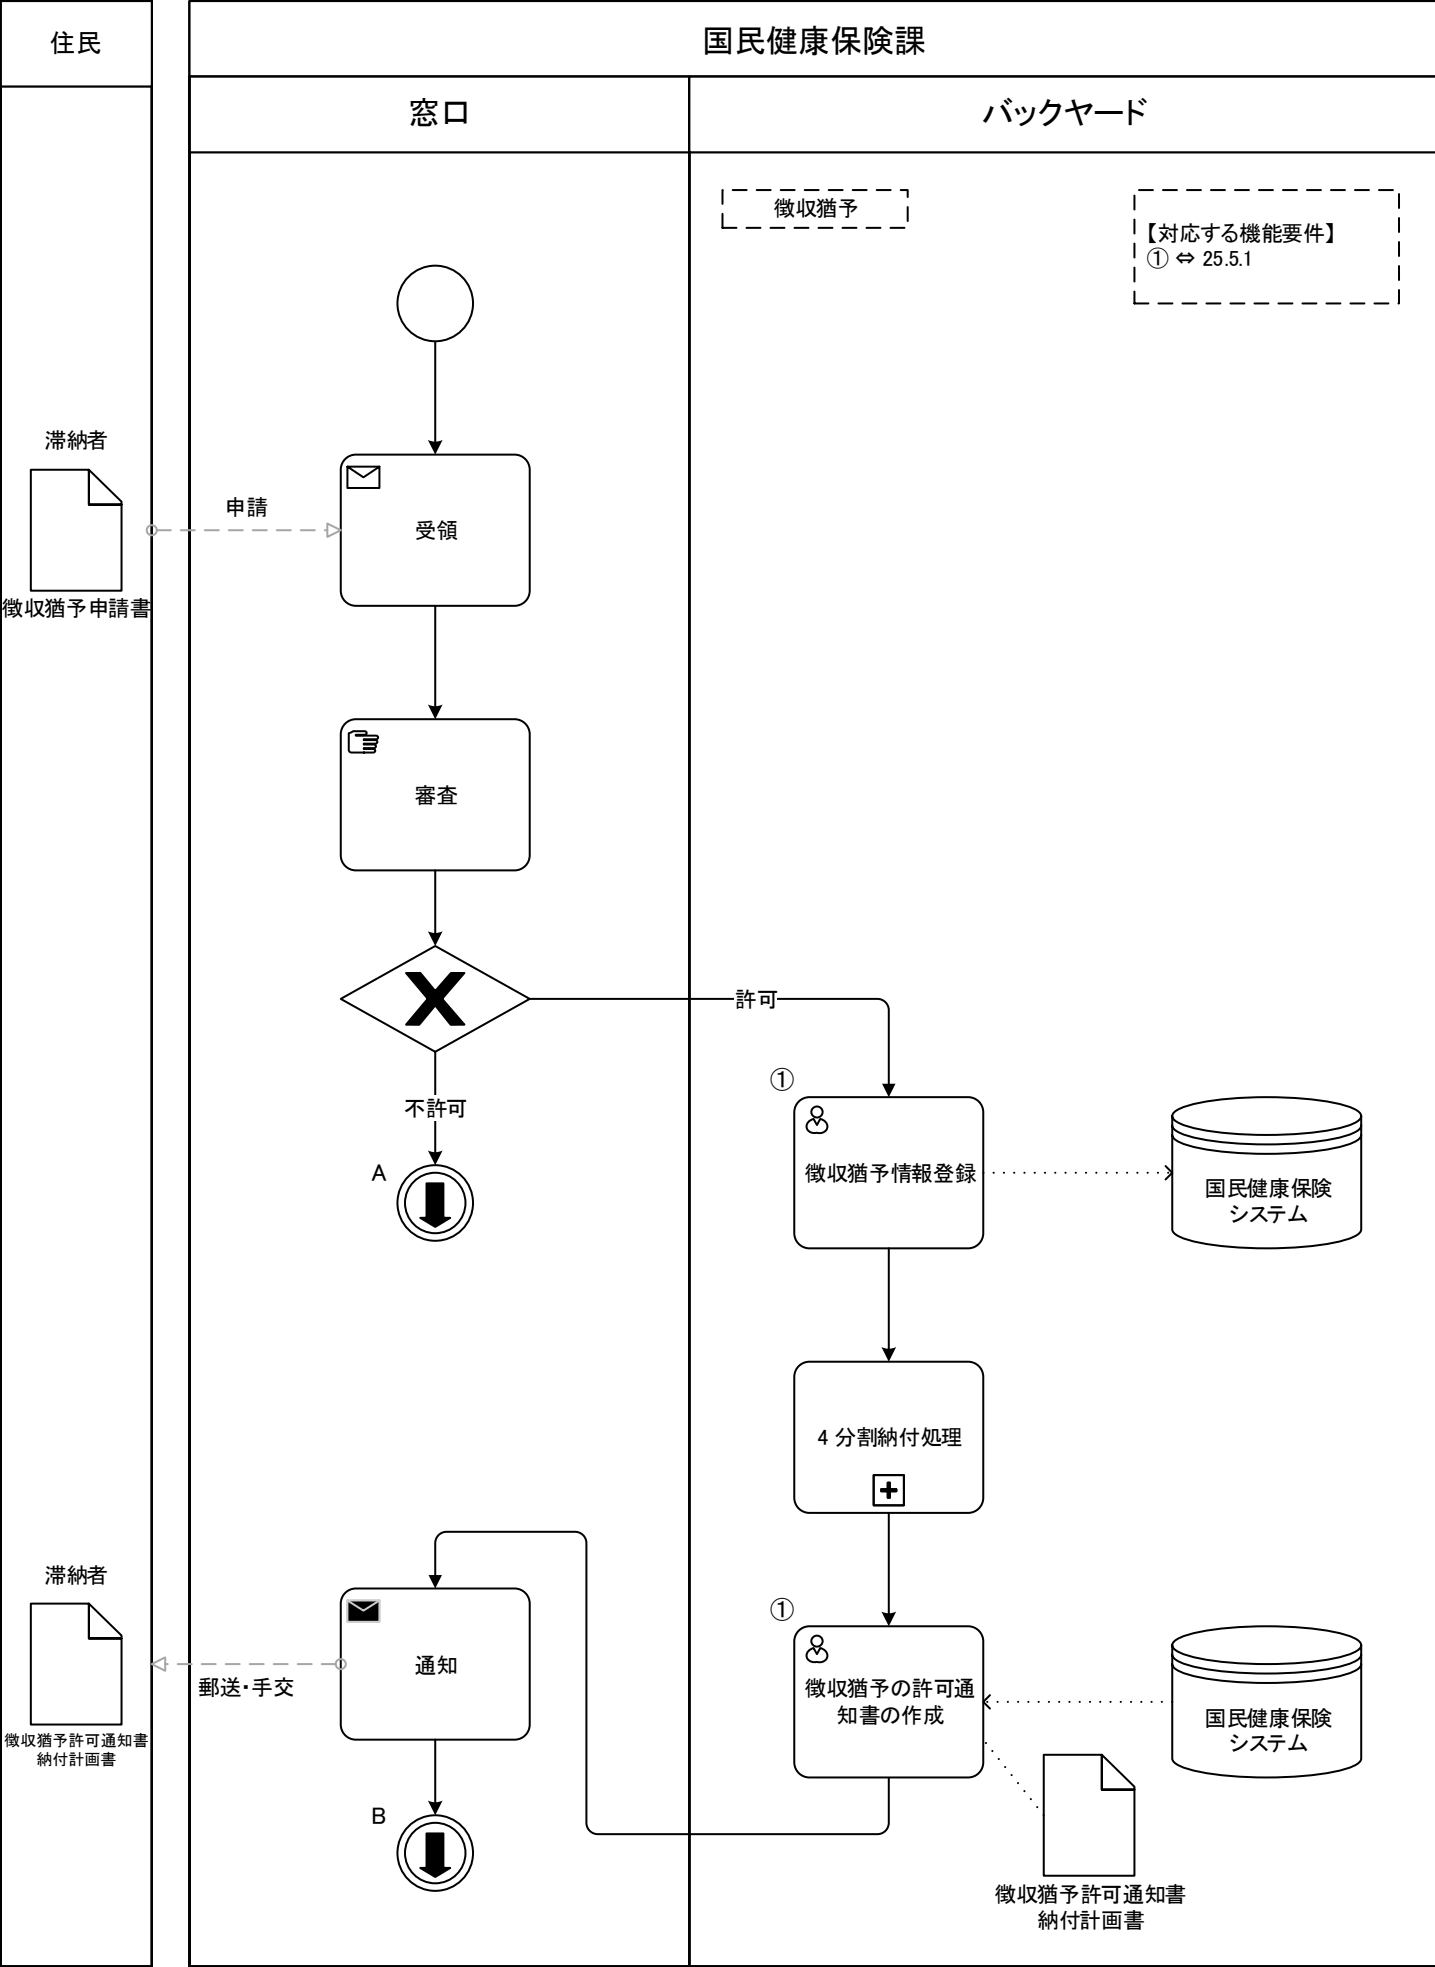 住民
国民健康保険課
窓口
バックヤード
徴収猶予
【対応する機能要件】
① ⇔ 25.5.1
滞納者
徴収猶予申請書
申請
受領
審査
許可
不許可
A
①
徴収猶予情報登録
国民健康保険
システム
4 分割納付処理
滞納者
徴収猶予許可通知書
納付計画書
郵送・手交
通知
①
徴収猶予の許可通
知書の作成
国民健康保険
システム
B
徴収猶予許可通知書
納付計画書